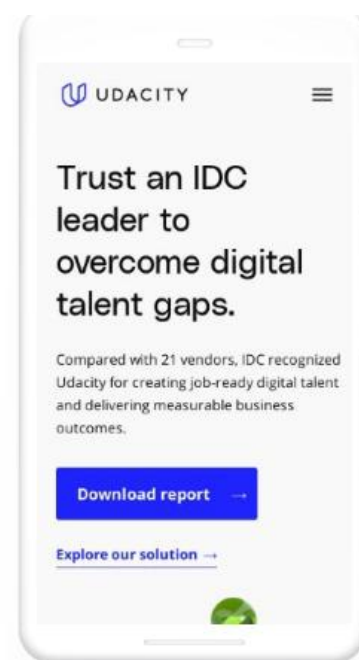 UDACITY
Trust an IDC
leader to
overcome digital
talent gaps.
Compared with 21 vendors, IDC recognized
Udacity for creating job-ready digital talent
and delivering measurable business
outcomes.
Download report →
Explore our solution →